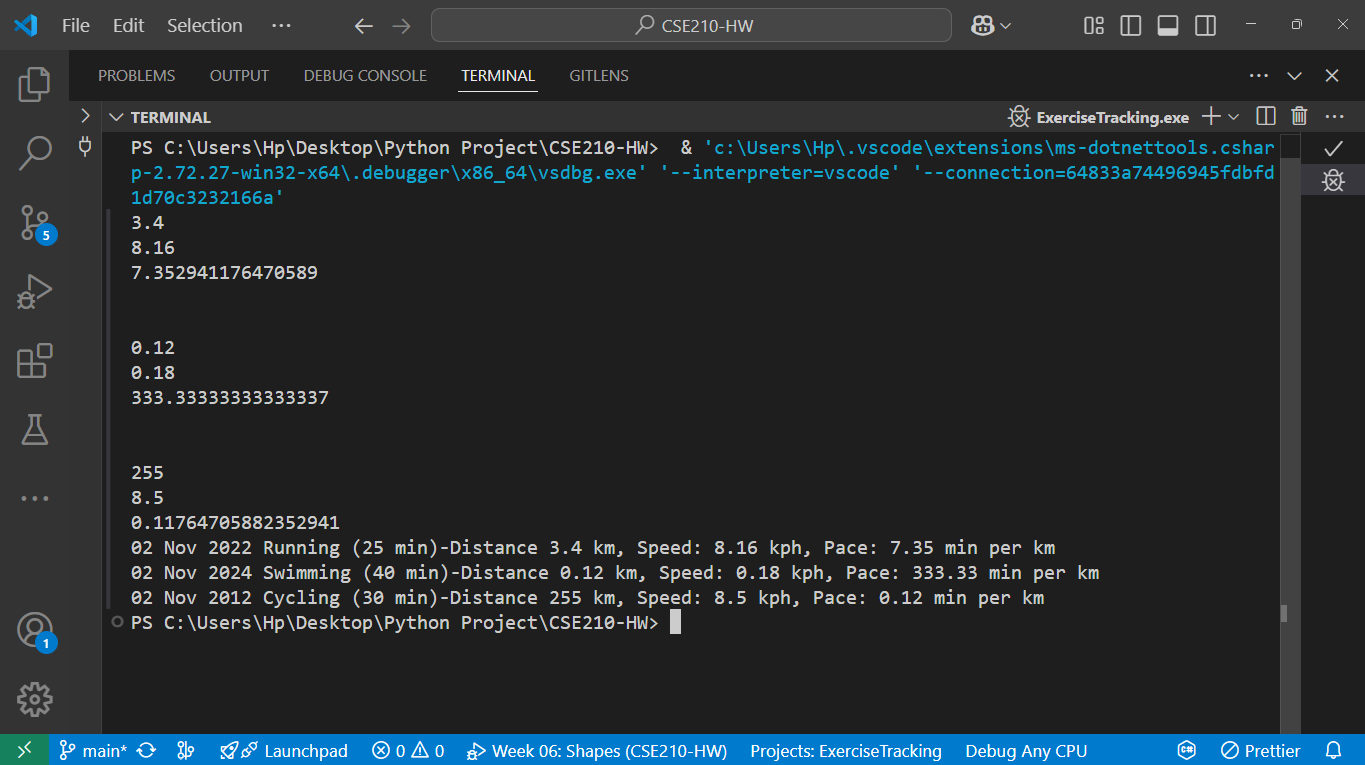 File Edit Selection ··· CSE210-HW
PROBLEMS OUTPUT DEBUG CONSOLE TERMINAL GITLENS
TERMINAL ExerciseTracking.exe
PS C:\Users\Hp\Desktop\Python Project\CSE210-HW>  & 'c:\Users\Hp\.vscode\extensions\ms-dotnettools.cshar
p-2.72.27-win32-x64\.debugger\x86_64\vsdbg.exe' '--interpreter=vscode' '--connection=64833a74496945fdbfd
1d70c3232166a'
3.4
8.16
7.352941176470589
0.12
0.18
333.33333333333337
255
8.5
0.11764705882352941
02 Nov 2022 Running (25 min)-Distance 3.4 km, Speed: 8.16 kph, Pace: 7.35 min per km
02 Nov 2024 Swimming (40 min)-Distance 0.12 km, Speed: 0.18 kph, Pace: 333.33 min per km
02 Nov 2012 Cycling (30 min)-Distance 255 km, Speed: 8.5 kph, Pace: 0.12 min per km
PS C:\Users\Hp\Desktop\Python Project\CSE210-HW>
5
1
main* Launchpad 0 0 Week 06: Shapes (CSE210-HW) Projects: ExerciseTracking Debug Any CPU C# Prettier